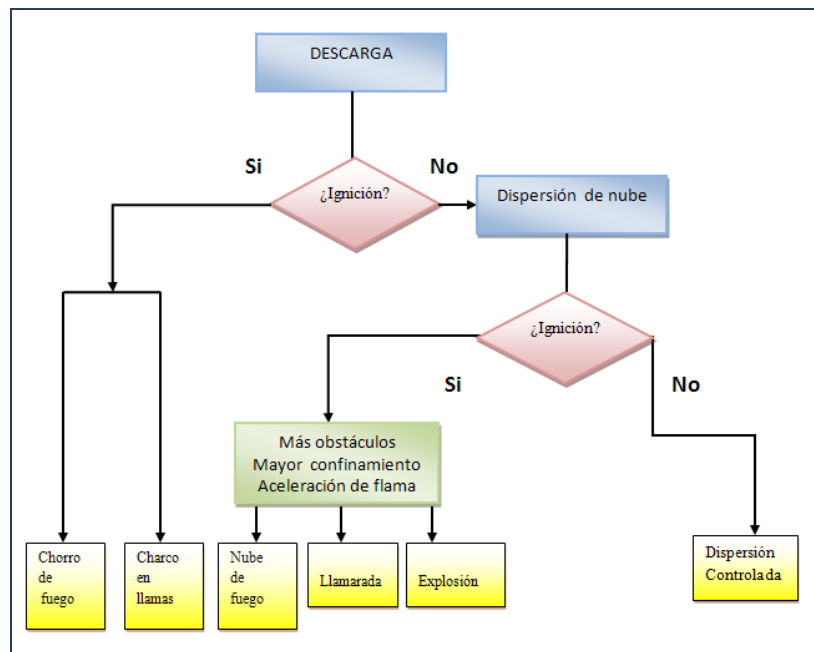 DESCARGA
Si
No
¿Ignición?
Dispersión de nube
¿Ignición?
Si
No
Más obstáculos
Mayor confinamiento
Aceleración de flama
Chorro
de
fuego
Charco
en
llamas
Nube
de
fuego
Llamarada
Explosión
Dispersión
Controlada